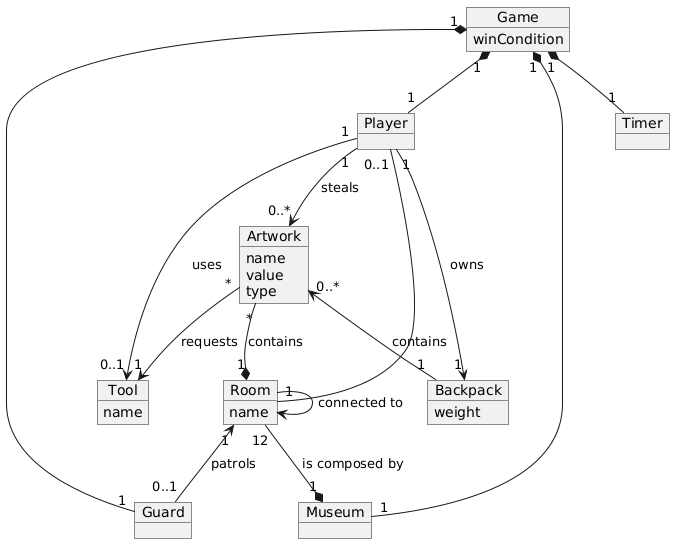 Game
winCondition
1
1
1
1
1
1
Player
Timer
1
1
0..1
1
steals
0..*
Artwork
name
value
type
uses
owns
*
0..*
requests
*
contains
contains
0..1
1
1
1
1
Tool
name
Room
name
1
connected to
Backpack
weight
1
12
patrols
is composed by
0..1
1
1
1
Guard
Museum